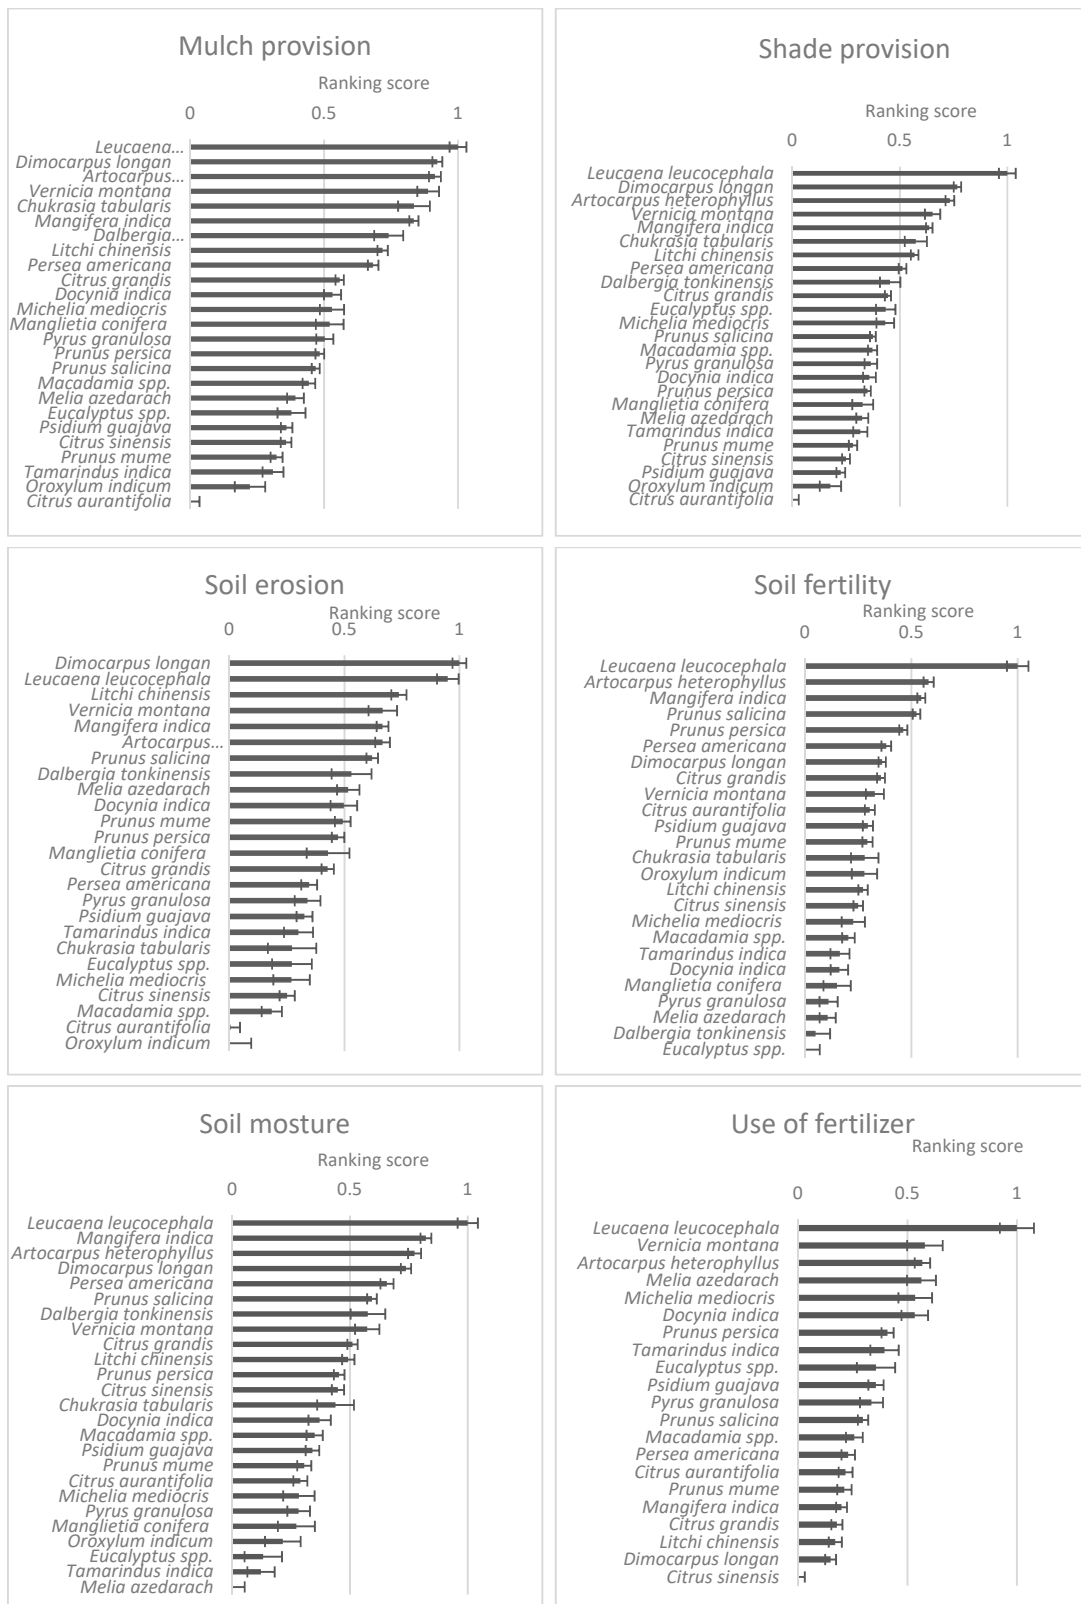 Mulch provision
Ranking score
0 0.5 1
Leucaena...
Dimocarpus longan
Artocarpus...
Vernicia montana
Chukrasia tabularis
Mangifera indica
Dalbergia...
Litchi chinensis
Persea americana
Citrus grandis
Docynia indica
Michelia mediocris
Manglietia conifera
Pyrus granulosa
Prunus persica
Prunus salicina
Macadamia spp.
Melia azedarach
Eucalyptus spp.
Psidium guajava
Citrus sinensis
Prunus mume
Tamarindus indica
Oroxylum indicum
Citrus aurantifolia
Shade provision
Ranking score
0 0.5 1
Leucaena leucocephala
Dimocarpus longan
Artocarpus heterophyllus
Vernicia montana
Mangifera indica
Chukrasia tabularis
Litchi chinensis
Persea americana
Dalbergia tonkinensis
Citrus grandis
Eucalyptus spp.
Michelia mediocris
Prunus salicina
Macadamia spp.
Pyrus granulosa
Docynia indica
Prunus persica
Manglietia conifera
Melia azedarach
Tamarindus indica
Prunus mume
Citrus sinensis
Psidium guajava
Oroxylum indicum
Citrus aurantifolia
Soil erosion
Ranking score
0 0.5 1
Dimocarpus longan
Leucaena leucocephala
Litchi chinensis
Vernicia montana
Mangifera indica
Artocarpus...
Prunus salicina
Dalbergia tonkinensis
Melia azedarach
Docynia indica
Prunus mume
Prunus persica
Manglietia conifera
Citrus grandis
Persea americana
Pyrus granulosa
Psidium guajava
Tamarindus indica
Chukrasia tabularis
Eucalyptus spp.
Michelia mediocris
Citrus sinensis
Macadamia spp.
Citrus aurantifolia
Oroxylum indicum
Soil fertility
Ranking score
0 0.5 1
Leucaena leucocephala
Artocarpus heterophyllus
Mangifera indica
Prunus salicina
Prunus persica
Persea americana
Dimocarpus longan
Citrus grandis
Vernicia montana
Citrus aurantifolia
Psidium guajava
Prunus mume
Chukrasia tabularis
Oroxylum indicum
Litchi chinensis
Citrus sinensis
Michelia mediocris
Macadamia spp.
Tamarindus indica
Docynia indica
Manglietia conifera
Pyrus granulosa
Melia azedarach
Dalbergia tonkinensis
Eucalyptus spp.
Soil mosture
Ranking score
0 0.5 1
Leucaena leucocephala
Mangifera indica
Artocarpus heterophyllus
Dimocarpus longan
Persea americana
Prunus salicina
Dalbergia tonkinensis
Vernicia montana
Citrus grandis
Litchi chinensis
Prunus persica
Citrus sinensis
Chukrasia tabularis
Docynia indica
Macadamia spp.
Psidium guajava
Prunus mume
Citrus aurantifolia
Michelia mediocris
Pyrus granulosa
Manglietia conifera
Oroxylum indicum
Eucalyptus spp.
Tamarindus indica
Melia azedarach
Use of fertilizer
Ranking score
0 0.5 1
Leucaena leucocephala
Vernicia montana
Artocarpus heterophyllus
Melia azedarach
Michelia mediocris
Docynia indica
Prunus persica
Tamarindus indica
Eucalyptus spp.
Psidium guajava
Pyrus granulosa
Prunus salicina
Macadamia spp.
Persea americana
Citrus aurantifolia
Prunus mume
Mangifera indica
Citrus grandis
Litchi chinensis
Dimocarpus longan
Citrus sinensis